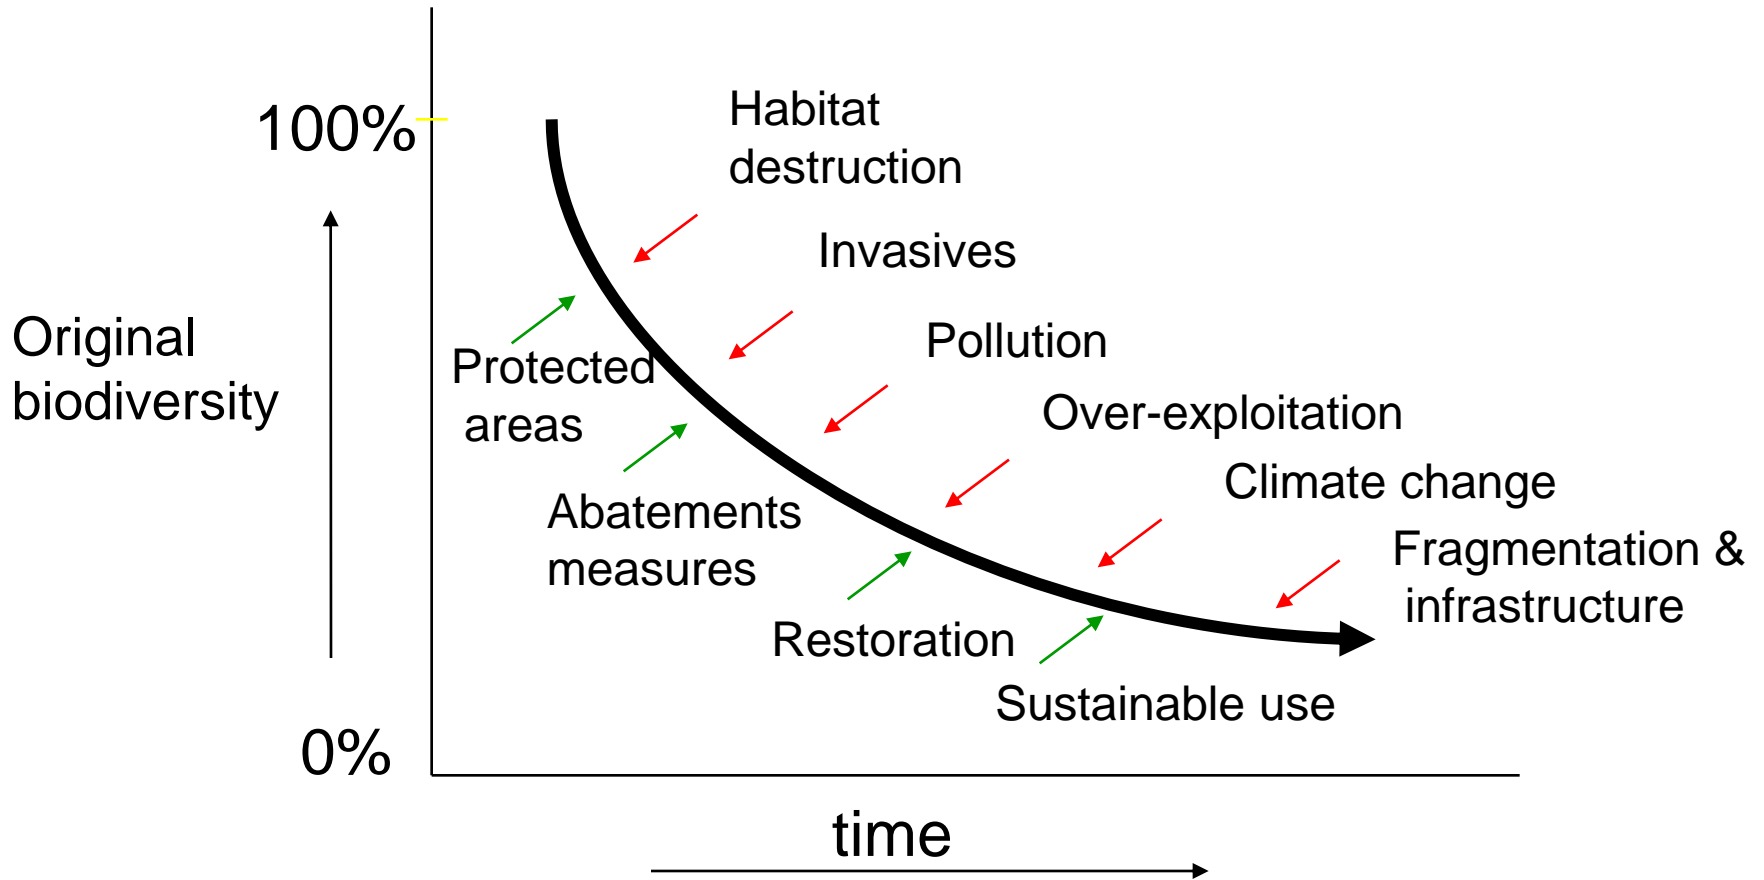 100%
Original
biodiversity
0%
Habitat
destruction
Invasives
Pollution
Over-exploitation
Climate change
Fragmentation &
infrastructure
Protected
areas
Abatements
measures
Restoration
Sustainable use
time